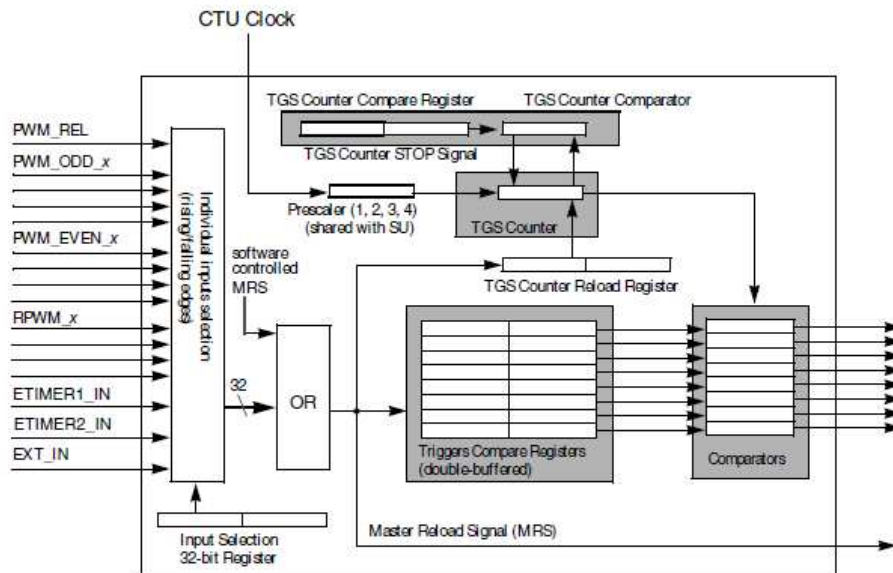 CTU Clock
TGS Counter Compare Register
TGS Counter Comparator
PWM_REL
TGS Counter STOP Signal
PWM_ODD_x
Prescaler (1, 2, 3, 4)
(shared with SU)
TGS Counter
Individual inputs selection
(rising/falling edges)
PWM_EVEN_x
software
controlled
MRS
TGS Counter Reload Register
RPWM_x
32
OR
ETIMER1_IN
ETIMER2_IN
EXT_IN
Triggers Compare Registers
(double-buffered)
Comparators
Master Reload Signal (MRS)
Input Selection
32-bit Register